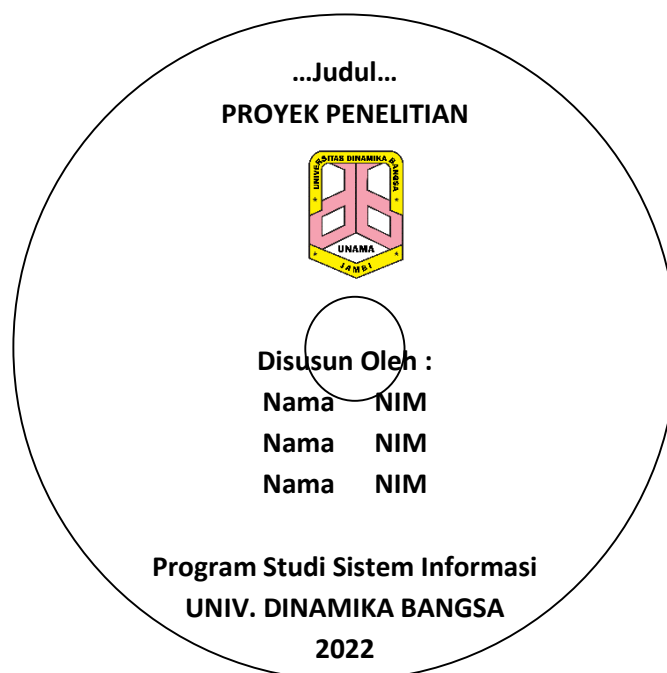 ...Judul...
PROYEK PENELITIAN
UNIVERSITAS DINAMIKA BANGSA
UNAMA
JAMBI
Disusun Oleh :
Nama NIM
Nama NIM
Nama NIM
Program Studi Sistem Informasi
UNIV. DINAMIKA BANGSA
2022